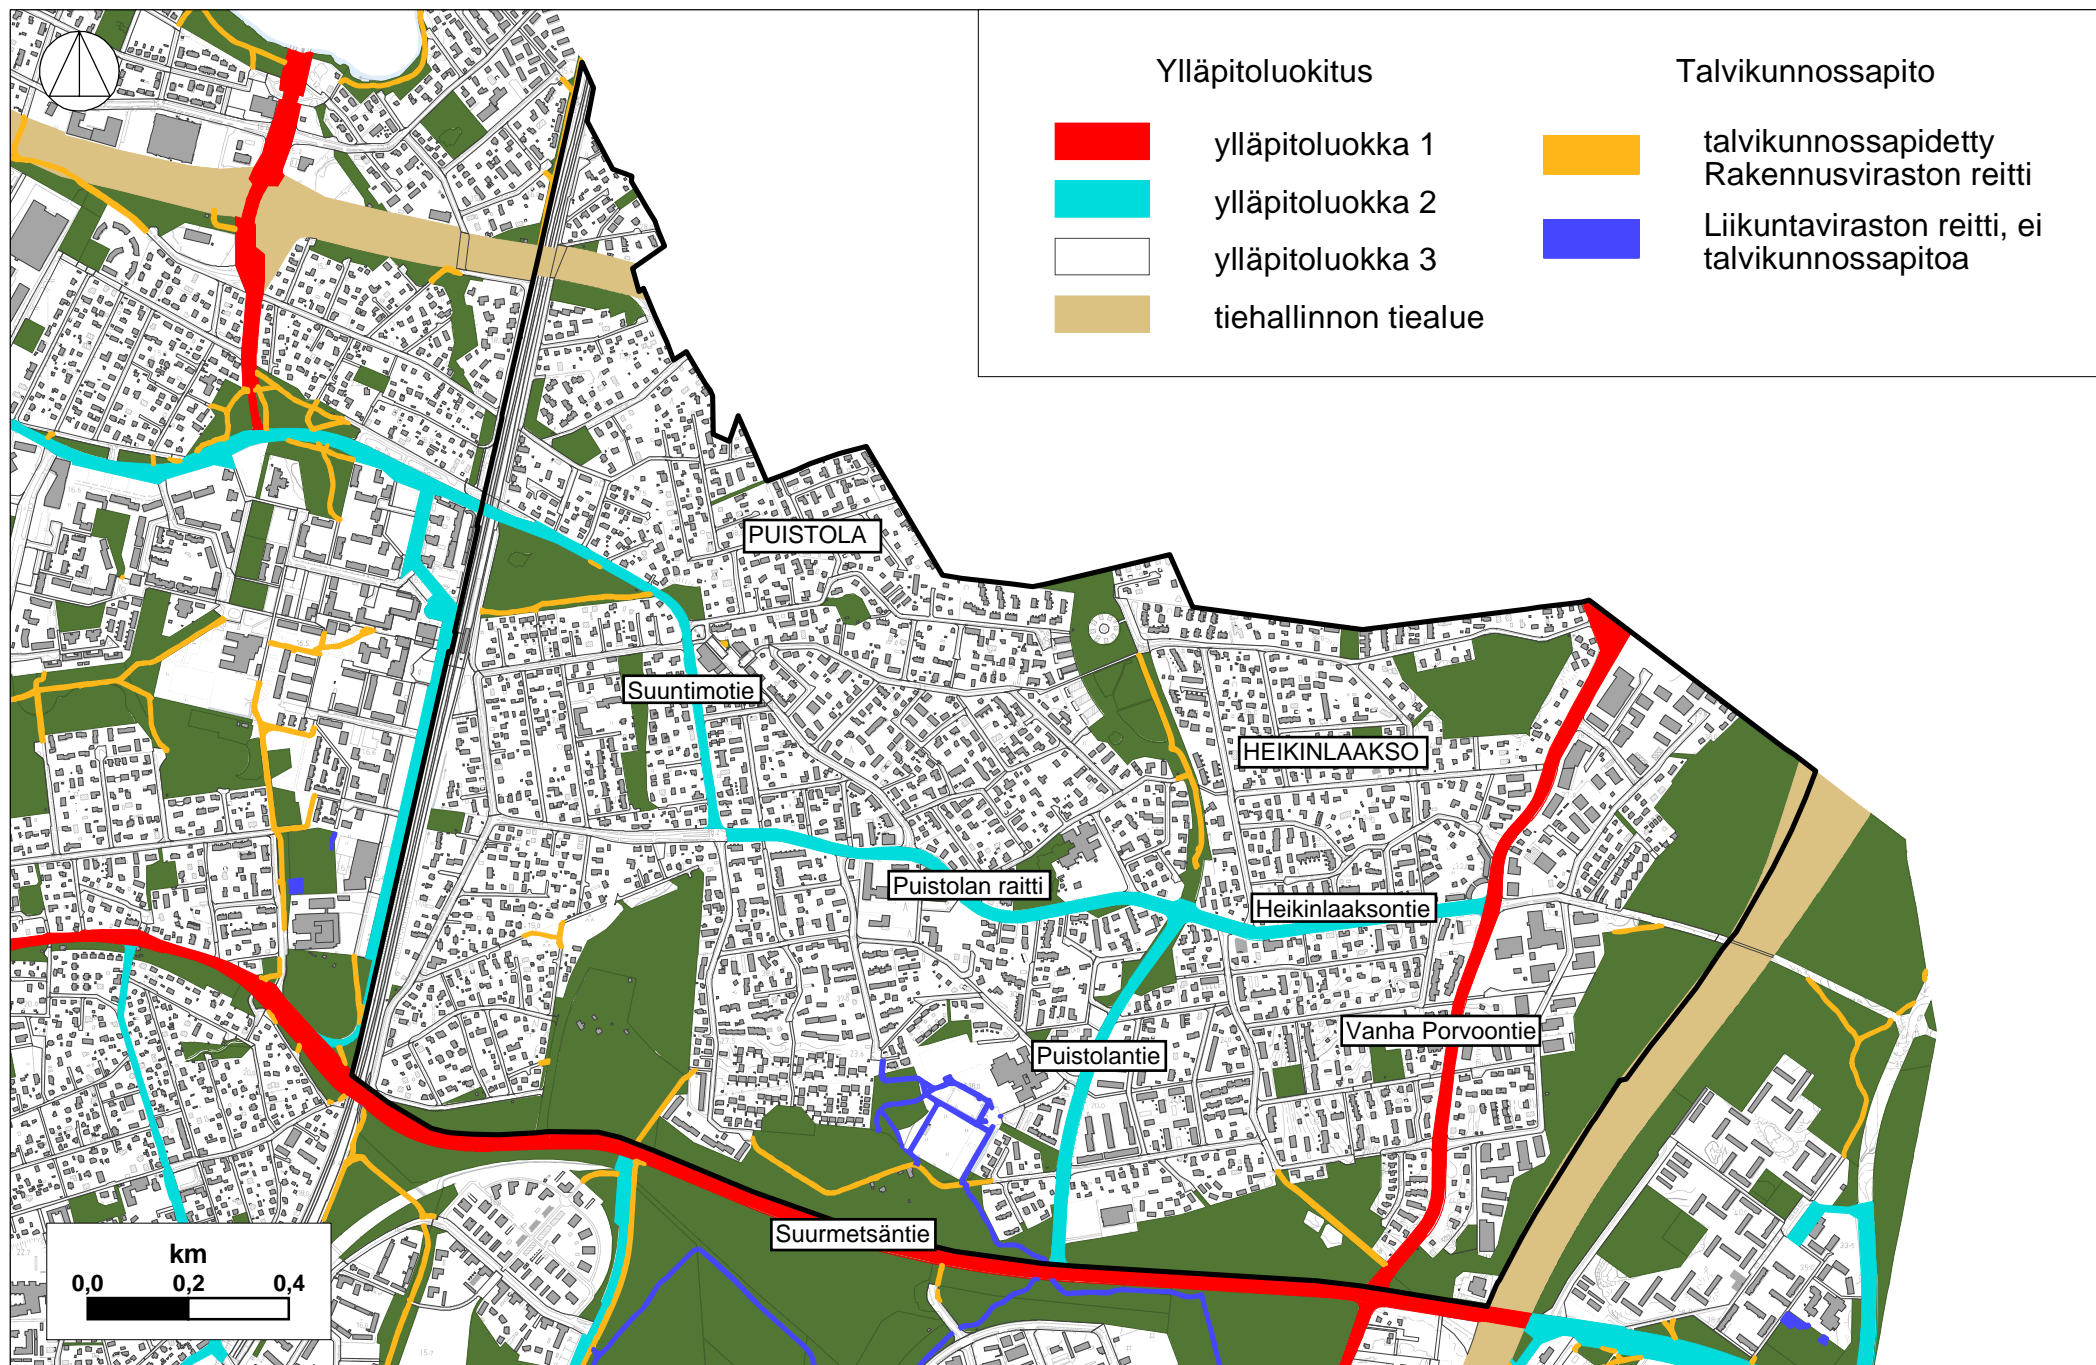 Ylläpitoluokitus
ylläpitoluokka 1
ylläpitoluokka 2
ylläpitoluokka 3
tiehallinnon tiealue
Talvikunnossapito
talvikunnossapidetty
Rakennusviraston reitti
Liikuntaviraston reitti, ei
talvikunnossapitoa
PUISTOLA
Suuntimotie
HEIKINLAAKSO
Puistolan raitti
Heikinlaaksontie
Vanha Porvoontie
Puistolantie
Suurmetsäntie
km
0,0 0,2 0,4